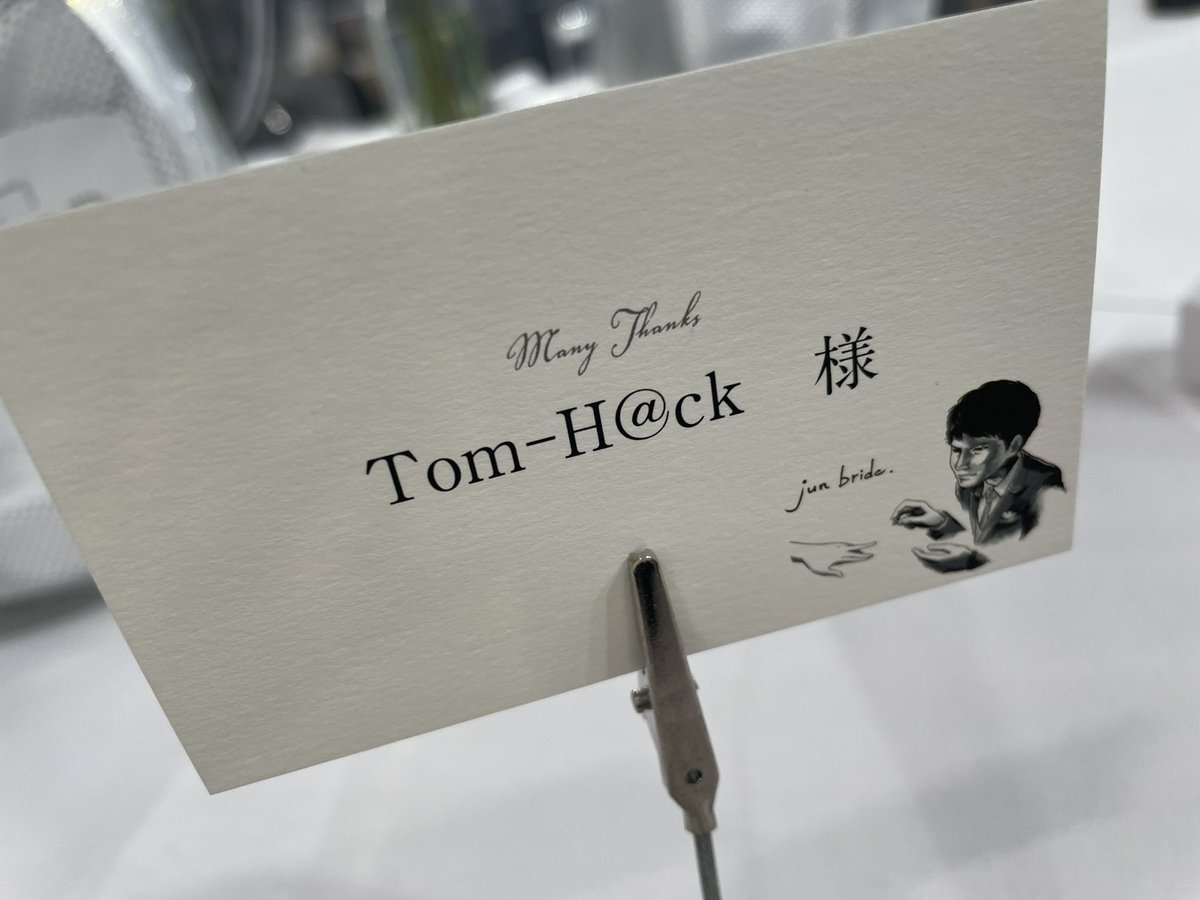 Many Thanks
Tom-H@ck 様
jun bride.